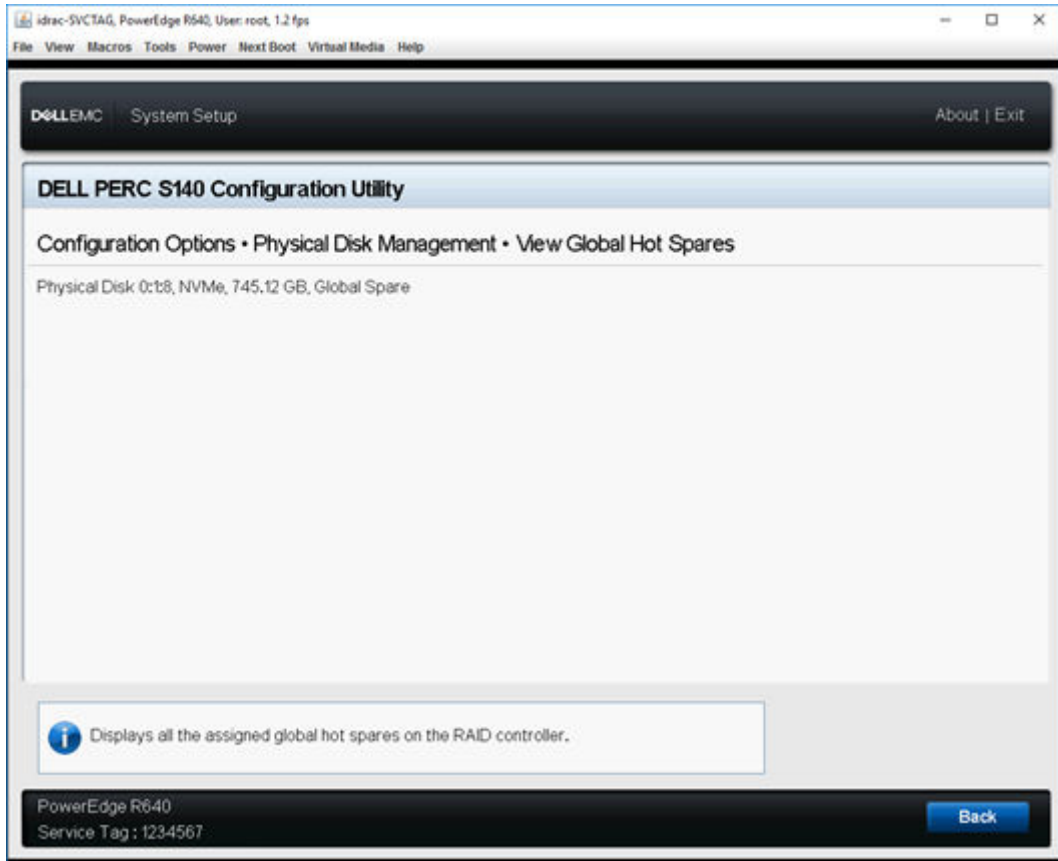 idrac-SVCTAG, PowerEdge R640, User: root, 1.2 fps
File View Macros Tools Power Next Boot Virtual Media Help
DELLEMC System Setup About | Exit
DELL PERC S140 Configuration Utility
Configuration Options • Physical Disk Management • View Global Hot Spares
Physical Disk 0:1:8, NVMe, 745.12 GB, Global Spare
Displays all the assigned global hot spares on the RAID controller.
PowerEdge R640
Service Tag : 1234567
Back